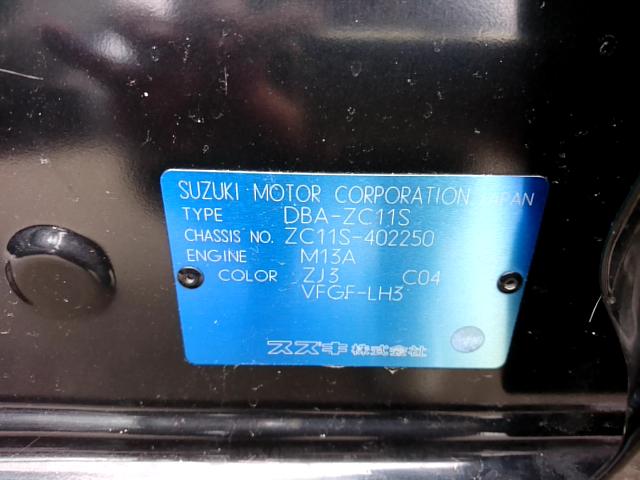 SUZUKI MOTOR CORPORATION JAPAN
TYPE DBA-ZC11S
CHASSIS NO. ZC11S-402250
ENGINE M13A
COLOR ZJ3 C04
VFGF-LH3
スズキ株式会社